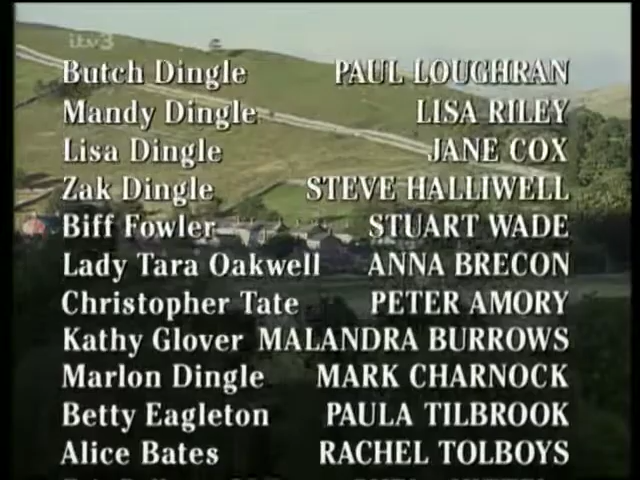 itv3
Butch Dingle PAUL LOUGHRAN
Mandy Dingle LISA RILEY
Lisa Dingle JANE COX
Zak Dingle STEVE HALLIWELL
Biff Fowler STUART WADE
Lady Tara Oakwell ANNA BRECON
Christopher Tate PETER AMORY
Kathy Glover MALANDRA BURROWS
Marlon Dingle MARK CHARNOCK
Betty Eagleton PAULA TILBROOK
Alice Bates RACHEL TOLBOYS